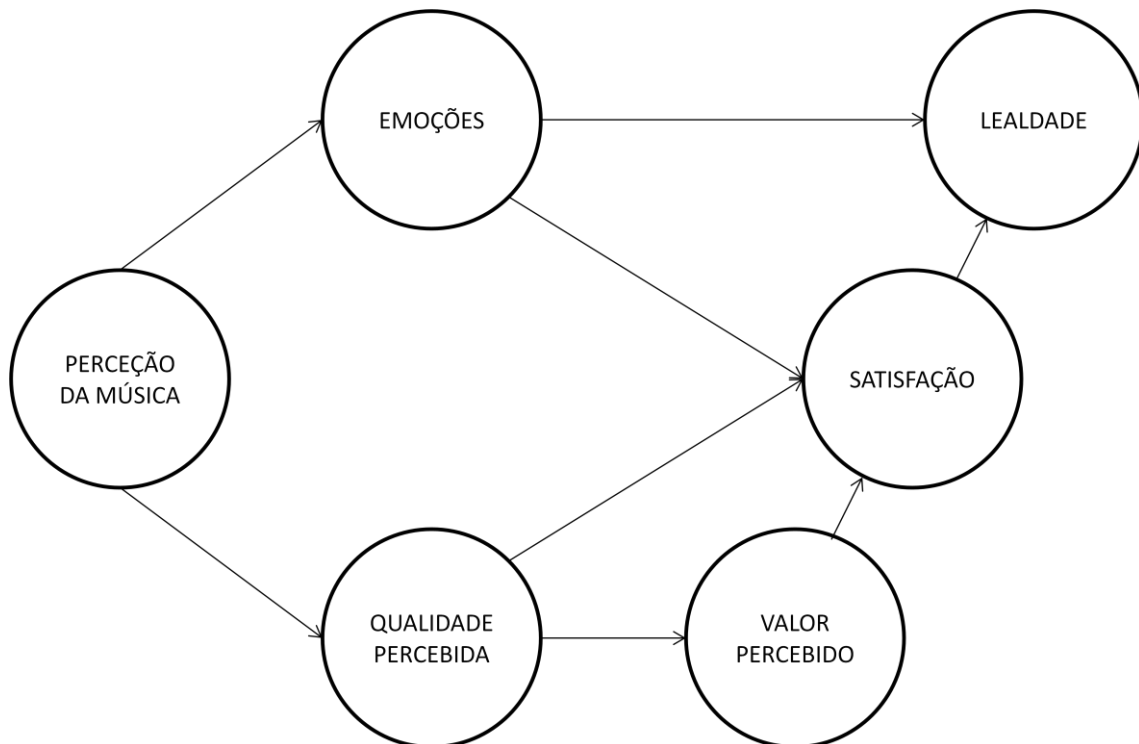 EMOÇÕES
LEALDADE
PERCEÇÃO
DA MÚSICA
SATISFAÇÃO
QUALIDADE
PERCEBIDA
VALOR
PERCEBIDO